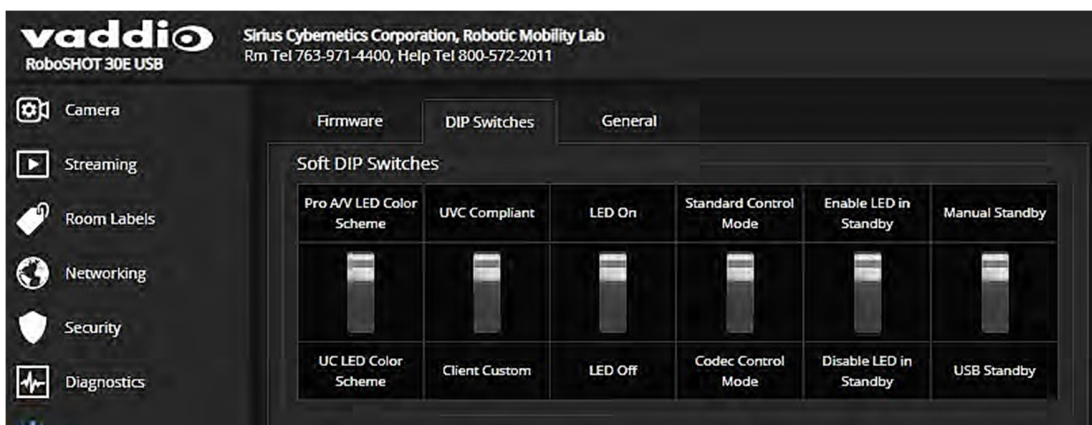 vaddio
RoboSHOT 30E USB
Sirius Cybernetics Corporation, Robotic Mobility Lab
Rm Tel 763-971-4400, Help Tel 800-572-2011
Camera
Streaming
Room Labels
Networking
Security
Diagnostics
Firmware
DIP Switches
General
Soft DIP Switches
Pro A/V LED Color
Scheme
UVC Compliant
LED On
Standard Control
Mode
Enable LED in
Standby
Manual Standby
UC LED Color
Scheme
Client Custom
LED Off
Codec Control
Mode
Disable LED in
Standby
USB Standby